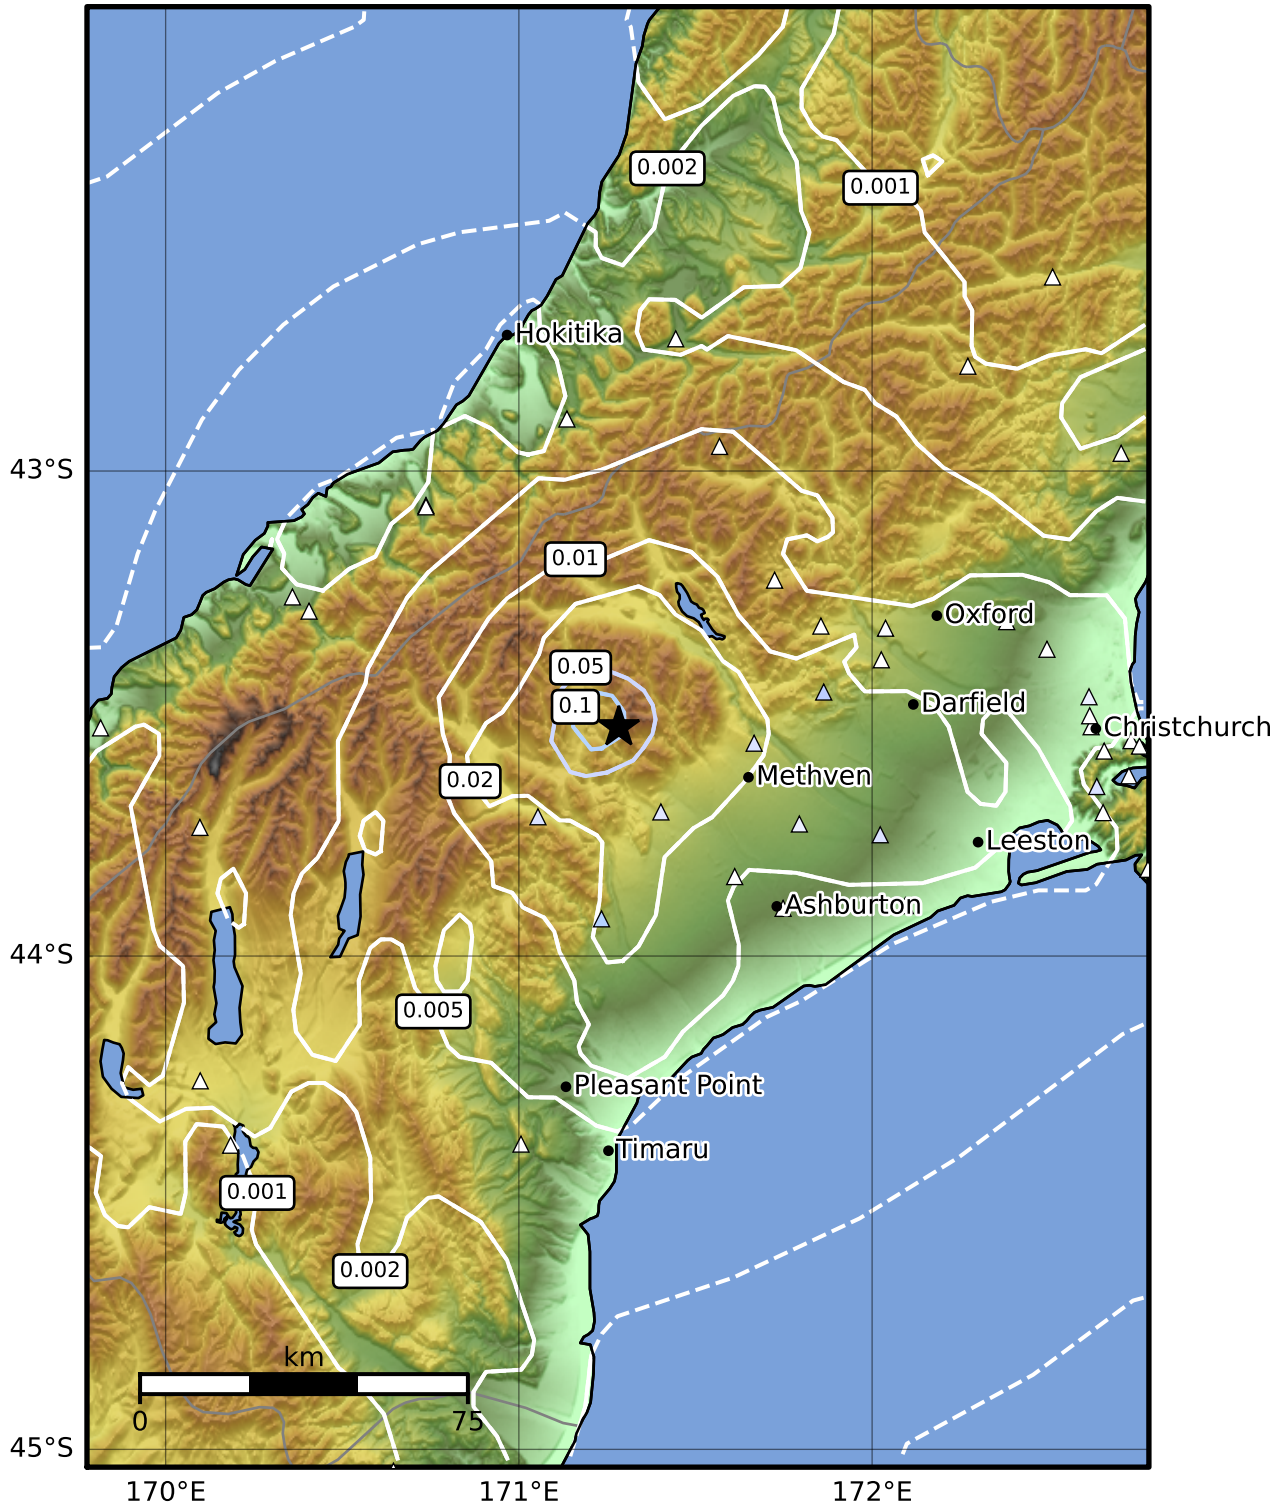 0.002
0.001
Hokitika
43°S
0.01
Oxford
0.05
0.1
Darfield
Christchurch
0.02
Methven
Leeston
Ashburton
44°S
0.005
Pleasant Point
Timaru
0.001
0.002
km
0
75
45°S
170°E
171°E
172°E